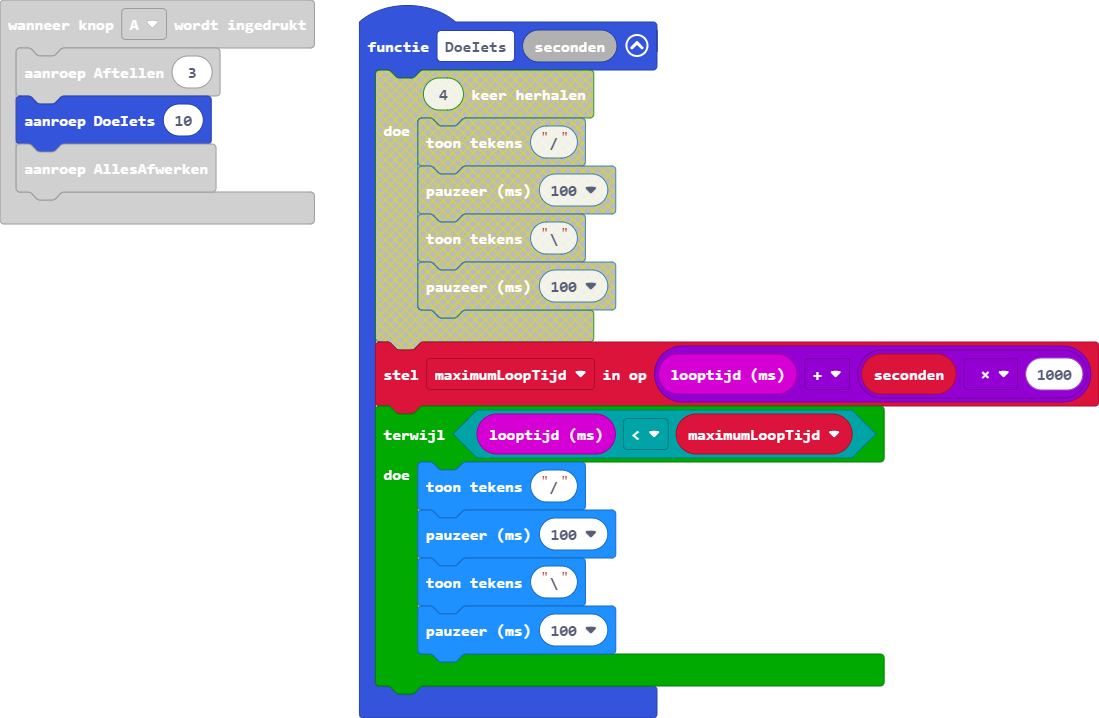 wanneer knop A wordt ingedrukt
aanroep Aftellen 3
aanroep DoeIets 10
aanroep AllesAfwerken
functie DoeIets seconden
4 keer herhalen
doe
toon tekens "/"
pauzeer (ms) 100
toon tekens "\"
pauzeer (ms) 100
stel maximumLoopTijd in op looptijd (ms) + seconden × 1000
terwijl looptijd (ms) < maximumLoopTijd
doe
toon tekens "/"
pauzeer (ms) 100
toon tekens "\"
pauzeer (ms) 100